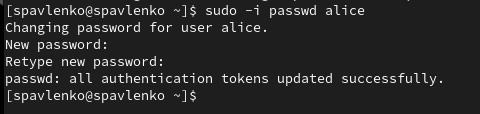 [spavlenko@spavlenko ~]$ sudo -i passwd alice
Changing password for user alice.
New password:
Retype new password:
passwd: all authentication tokens updated successfully.
[spavlenko@spavlenko ~]$